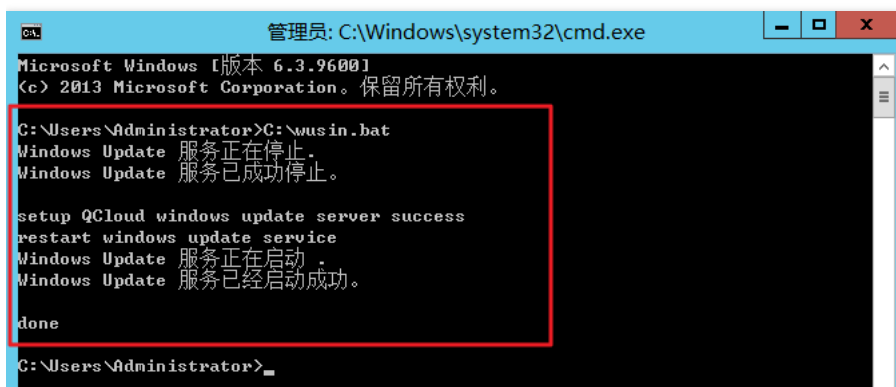 管理员: C:\Windows\system32\cmd.exe
Microsoft Windows [版本 6.3.9600]
(c) 2013 Microsoft Corporation。保留所有权利。
C:\Users\Administrator>C:\wusin.bat
Windows Update 服务正在停止.
Windows Update 服务已成功停止。
setup QCloud windows update server success
restart windows update service
Windows Update 服务正在启动 .
Windows Update 服务已经启动成功。
done
C:\Users\Administrator>_